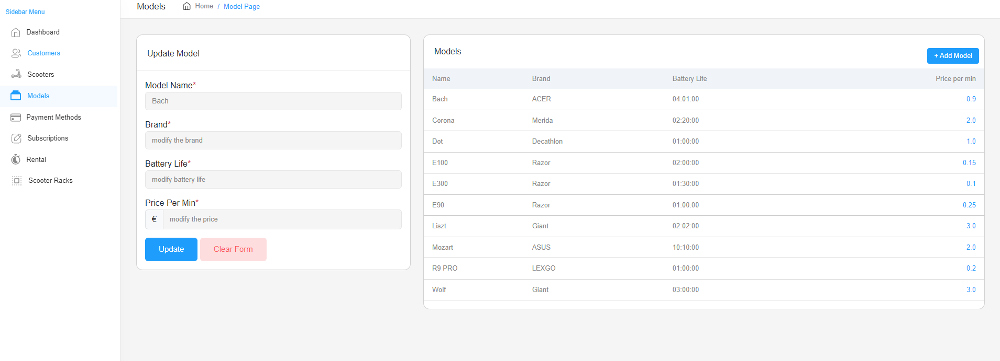 Sidebar Menu
Dashboard
Customers
Scooters
Models
Payment Methods
Subscriptions
Rental
Scooter Racks
Models Home / Model Page
Update Model
Model Name*
Bach
Brand*
modify the brand
Battery Life*
modify battery life
Price Per Min*
€ modify the price
Update Clear Form
Models
+ Add Model
Name Brand Battery Life Price per min
Bach ACER 04:01:00 0.9
Corona Merida 02:20:00 2.0
Dot Decathlon 01:00:00 1.0
E100 Razor 02:00:00 0.15
E300 Razor 01:30:00 0.1
E90 Razor 01:00:00 0.25
Liszt Giant 02:02:00 3.0
Mozart ASUS 10:10:00 2.0
R9 PRO LEXGO 01:00:00 0.2
Wolf Giant 03:00:00 3.0